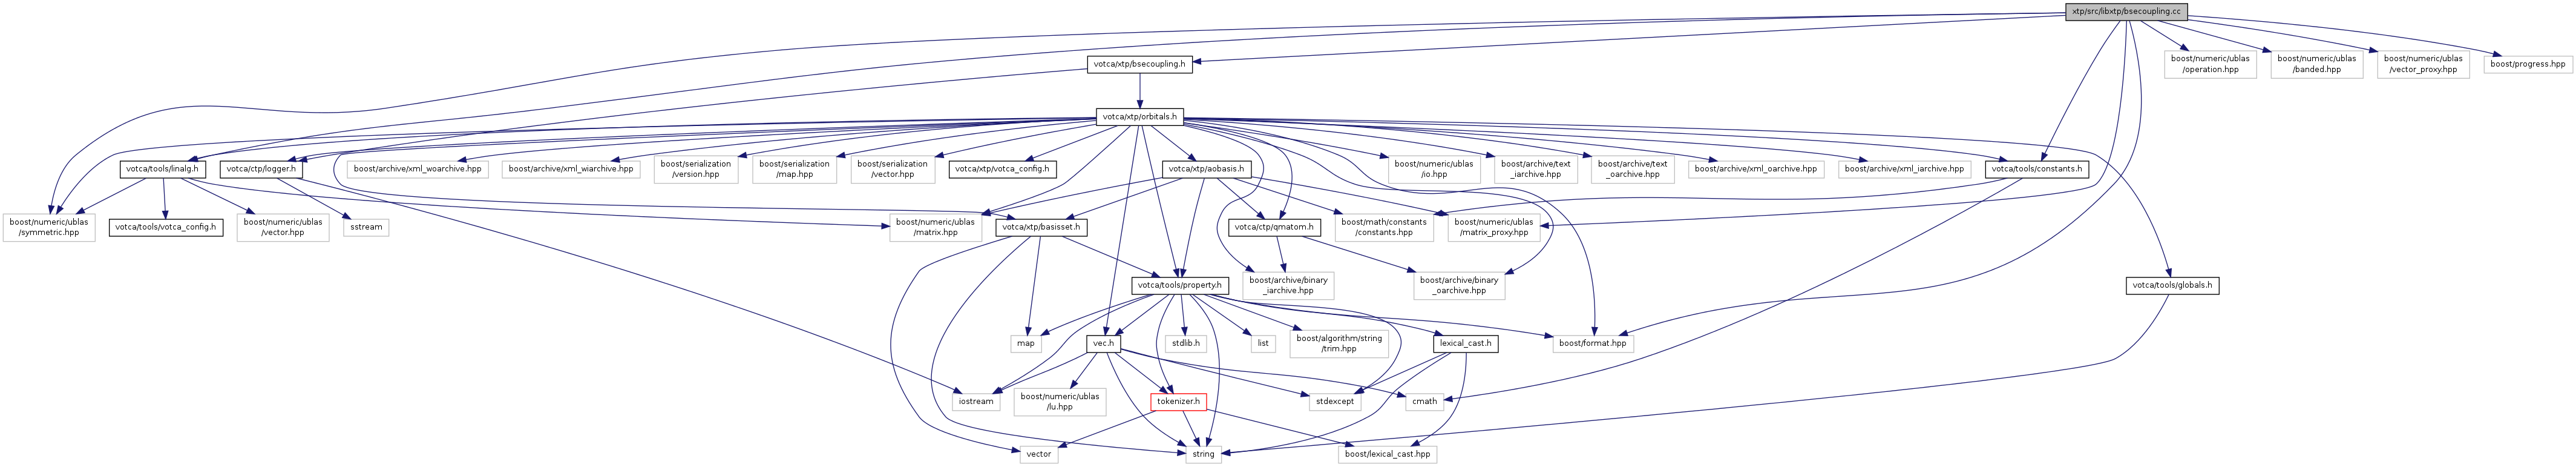 xtp/src/libxtp/bsecoupling.cc
votca/xtp/bsecoupling.h
boost/numeric/ublas
/operation.hpp
boost/numeric/ublas
/banded.hpp
boost/numeric/ublas
/vector_proxy.hpp
boost/progress.hpp
votca/xtp/orbitals.h
votca/tools/linalg.h
votca/ctp/logger.h
boost/archive/xml_woarchive.hpp
boost/archive/xml_wiarchive.hpp
boost/serialization
/version.hpp
boost/serialization
/map.hpp
boost/serialization
/vector.hpp
votca/xtp/votca_config.h
votca/xtp/aobasis.h
boost/numeric/ublas
/io.hpp
boost/archive/text
_iarchive.hpp
boost/archive/text
_oarchive.hpp
boost/archive/xml_oarchive.hpp
boost/archive/xml_iarchive.hpp
votca/tools/constants.h
boost/numeric/ublas
/symmetric.hpp
votca/tools/votca_config.h
boost/numeric/ublas
/vector.hpp
sstream
boost/numeric/ublas
/matrix.hpp
votca/xtp/basisset.h
votca/ctp/qmatom.h
boost/math/constants
/constants.hpp
boost/numeric/ublas
/matrix_proxy.hpp
votca/tools/property.h
boost/archive/binary
_iarchive.hpp
boost/archive/binary
_oarchive.hpp
votca/tools/globals.h
map
vec.h
stdlib.h
list
boost/algorithm/string
/trim.hpp
lexical_cast.h
boost/format.hpp
iostream
boost/numeric/ublas
/lu.hpp
tokenizer.h
stdexcept
cmath
vector
string
boost/lexical_cast.hpp